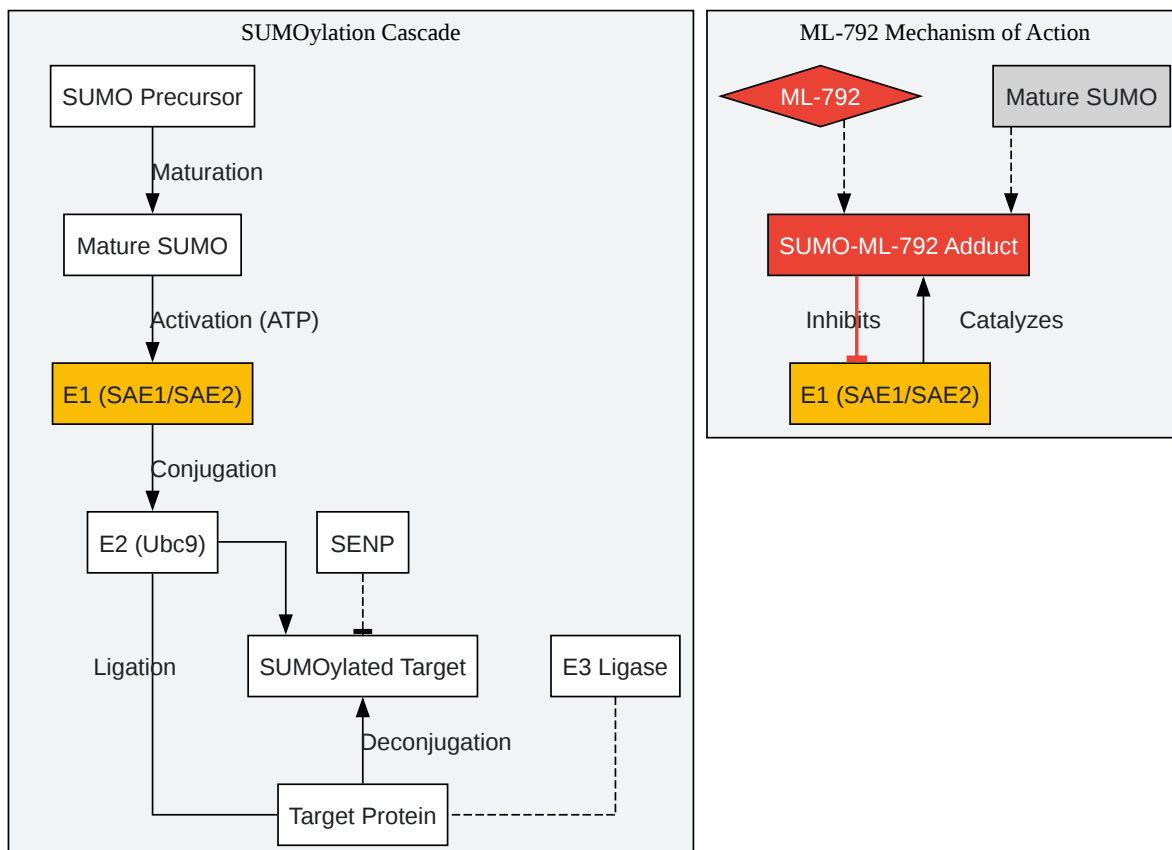 SUMOylation Cascade
SUMO Precursor
Maturation
Mature SUMO
Activation (ATP)
E1 (SAE1/SAE2)
Conjugation
E2 (Ubc9)
SENP
Ligation
SUMOylated Target
E3 Ligase
Deconjugation
Target Protein
ML-792 Mechanism of Action
ML-792
Mature SUMO
SUMO-ML-792 Adduct
Inhibits
Catalyzes
E1 (SAE1/SAE2)